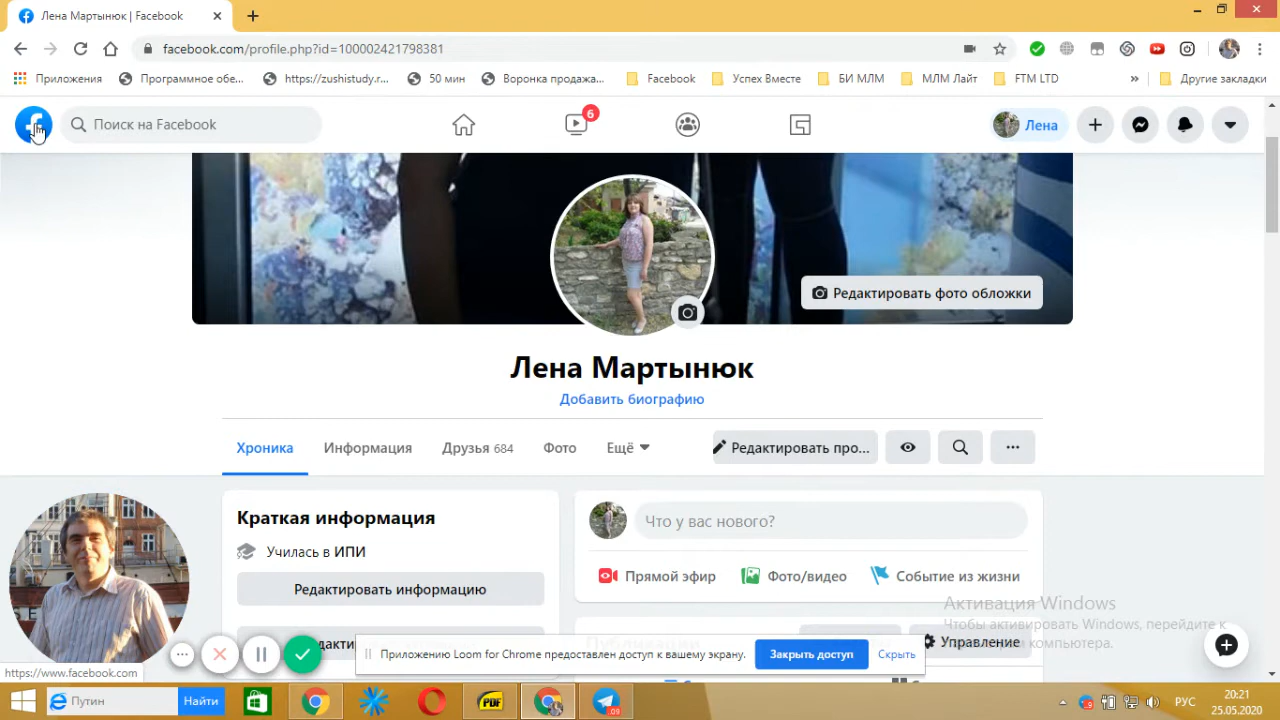 Лена Мартынюк | Facebook
facebook.com/profile.php?id=100002421798381
Приложения
Программное обе...
https://zushistudy.r...
50 мин
Воронка продажа...
Facebook
Успех Вместе
БИ МЛМ
МЛМ Лайт
FTM LTD
Другие закладки
Поиск на Facebook
6
Лена
Редактировать фото обложки
Лена Мартынюк
Добавить биографию
Хроника
Информация
Друзья 684
Фото
Ещё
Редактировать про...
Краткая информация
Училась в ИПИ
Редактировать информацию
Что у вас нового?
Прямой эфир
Фото/видео
Событие из жизни
Активация Windows
Чтобы активировать Windows, перейдите к
компьютера.
Публикации
Управление
Приложению Loom for Chrome предоставлен доступ к вашему экрану.
Закрыть доступ
Скрыть
https://www.facebook.com
Путин
Найти
PDF
РУС
20:21
25.05.2020